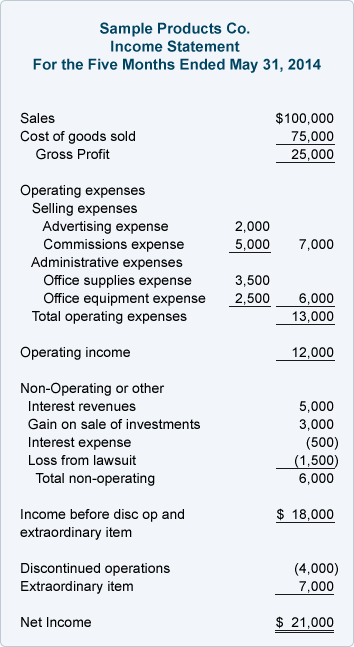 Sample Products Co.
Income Statement
For the Five Months Ended May 31, 2014
Sales $100,000
Cost of goods sold 75,000
Gross Profit 25,000
Operating expenses
Selling expenses
Advertising expense 2,000
Commissions expense 5,000 7,000
Administrative expenses
Office supplies expense 3,500
Office equipment expense 2,500 6,000
Total operating expenses 13,000
Operating income 12,000
Non-Operating or other
Interest revenues 5,000
Gain on sale of investments 3,000
Interest expense (500)
Loss from lawsuit (1,500)
Total non-operating 6,000
Income before disc op and $ 18,000
extraordinary item
Discontinued operations (4,000)
Extraordinary item 7,000
Net Income $ 21,000